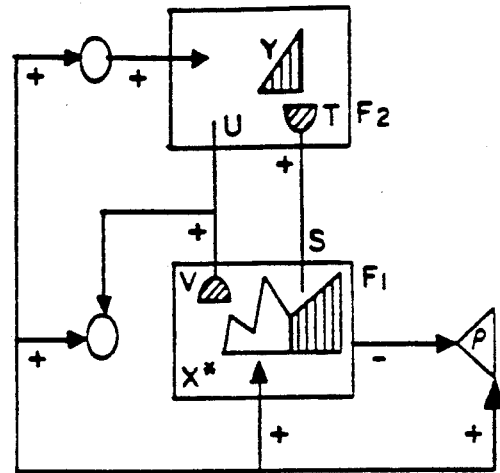 Y
+ +
T F2
U
+
+ S
V F1
+
X*
- ρ
+ +